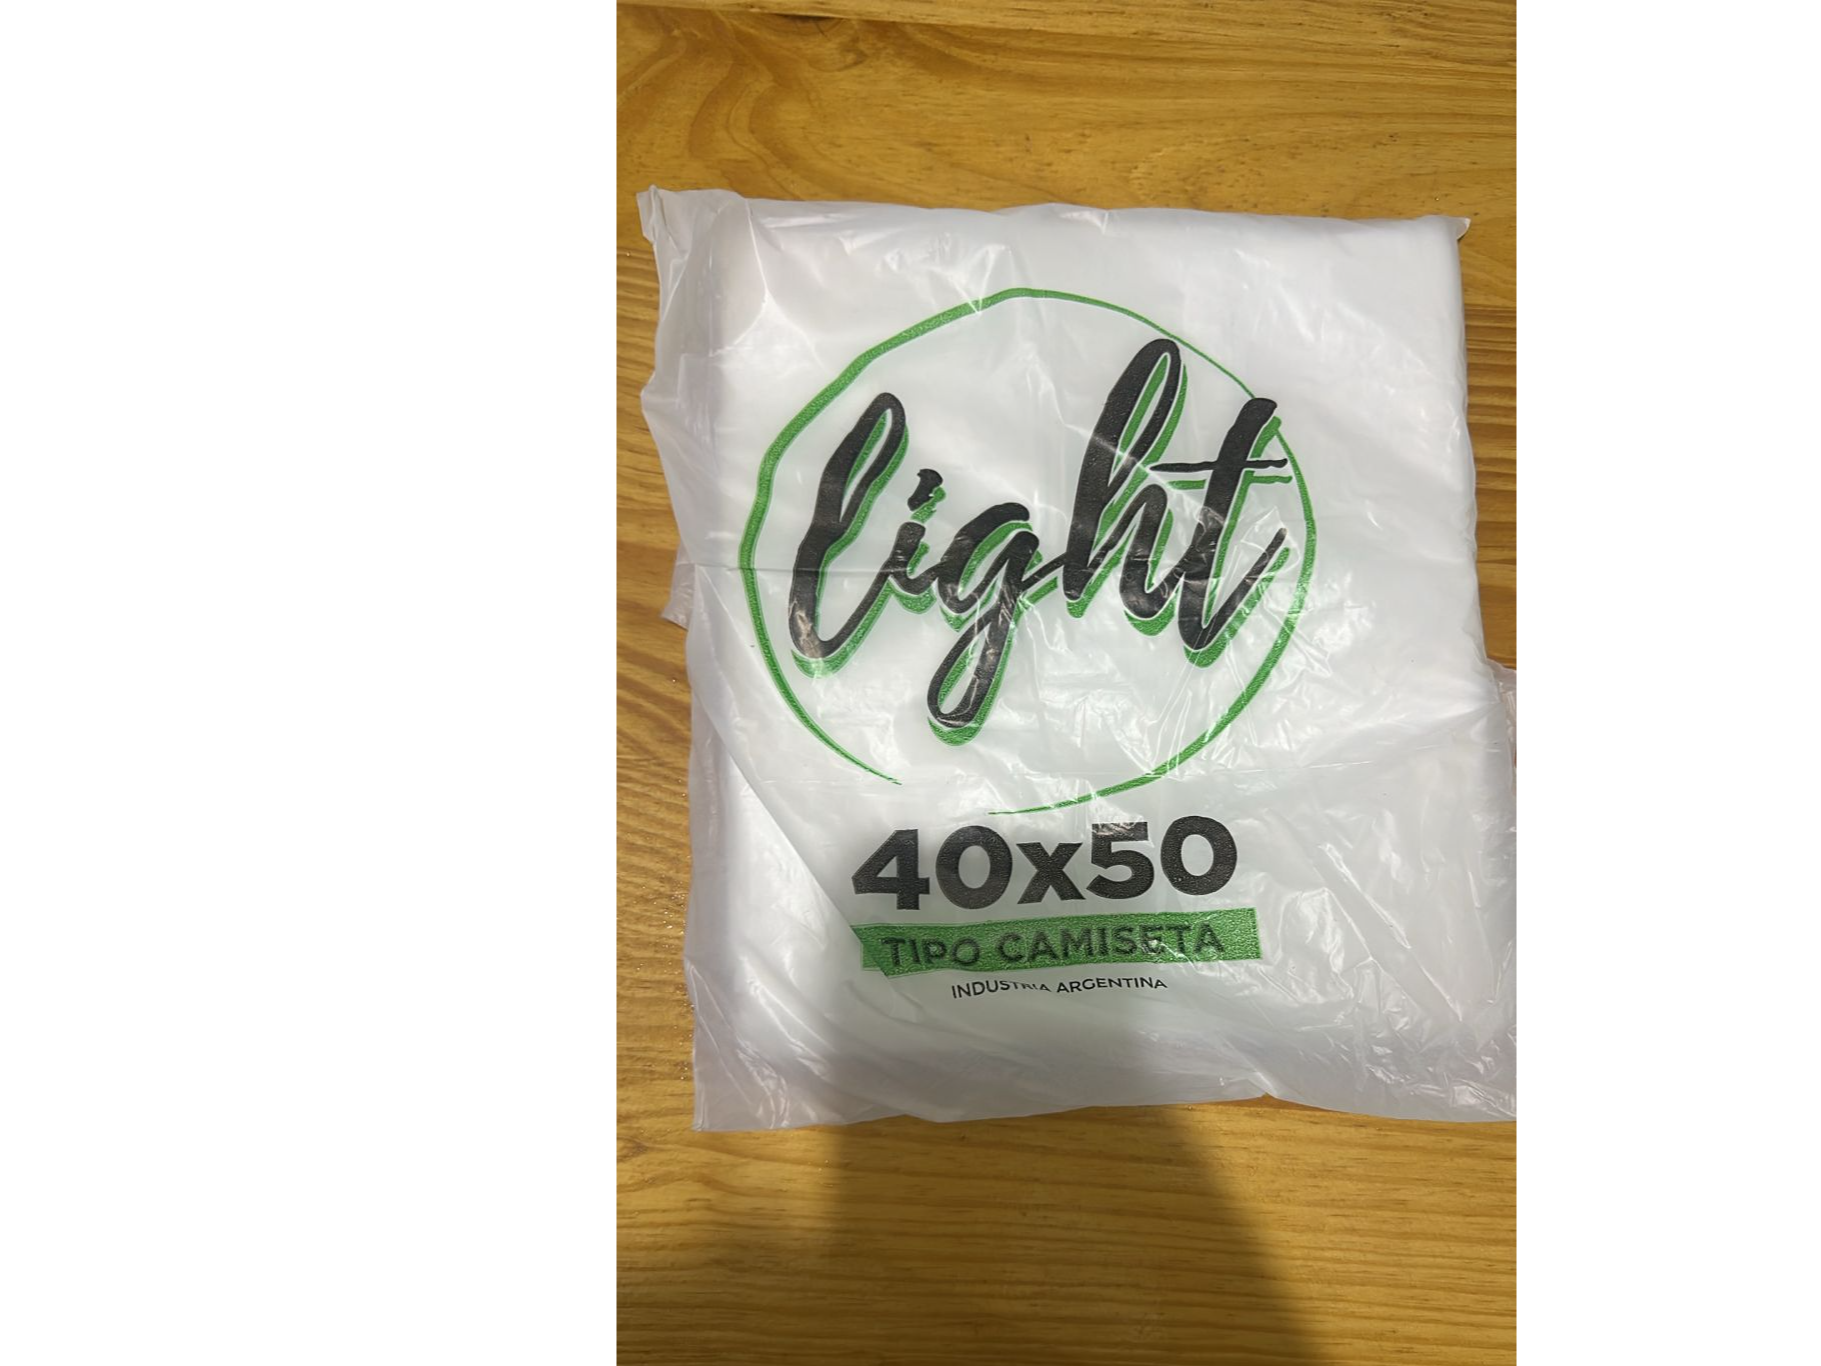 light
40x50
TIPO CAMISETA
INDUSTRIA ARGENTINA